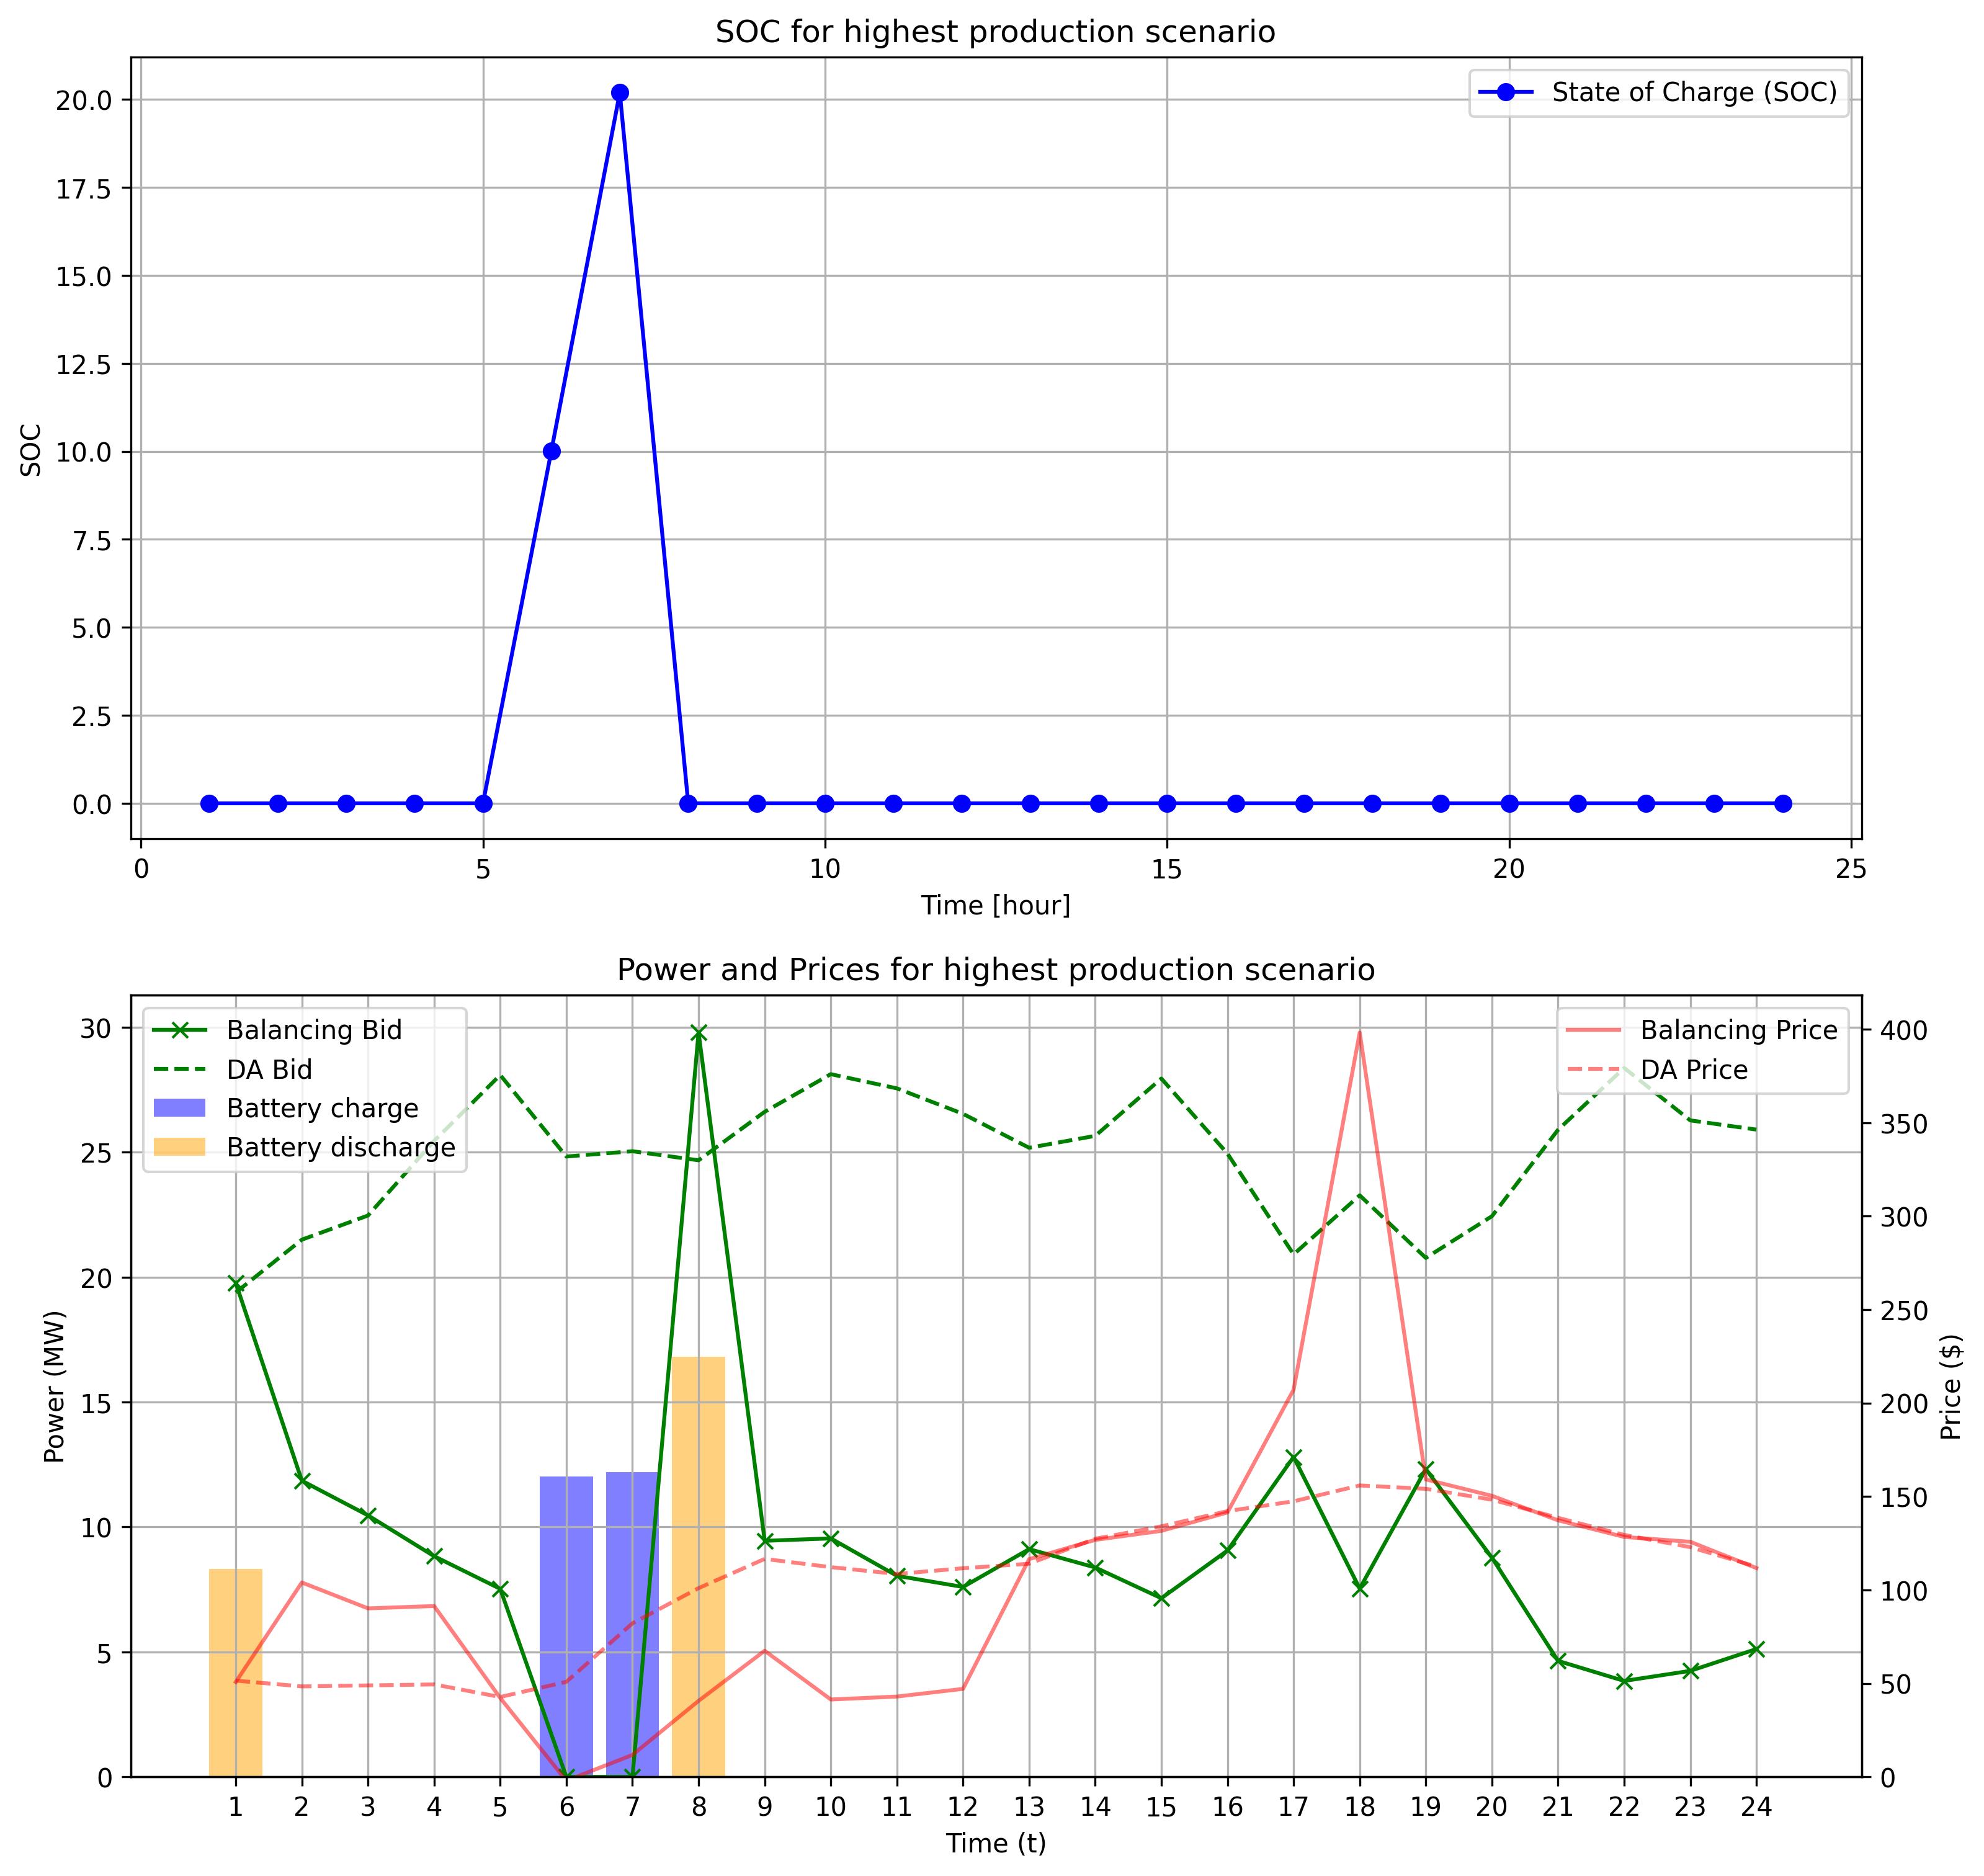 SOC for highest production scenario
State of Charge (SOC)
20.0
17.5
15.0
12.5
10.0
7.5
5.0
2.5
0.0
SOC
0 5 10 15 20 25
Time [hour]
Power and Prices for highest production scenario
Balancing Bid
DA Bid
Battery charge
Battery discharge
Balancing Price
DA Price
30
25
20
15
10
5
0
Power (MW)
400
350
300
250
200
150
100
50
0
Price ($)
1 2 3 4 5 6 7 8 9 10 11 12 13 14 15 16 17 18 19 20 21 22 23 24
Time (t)